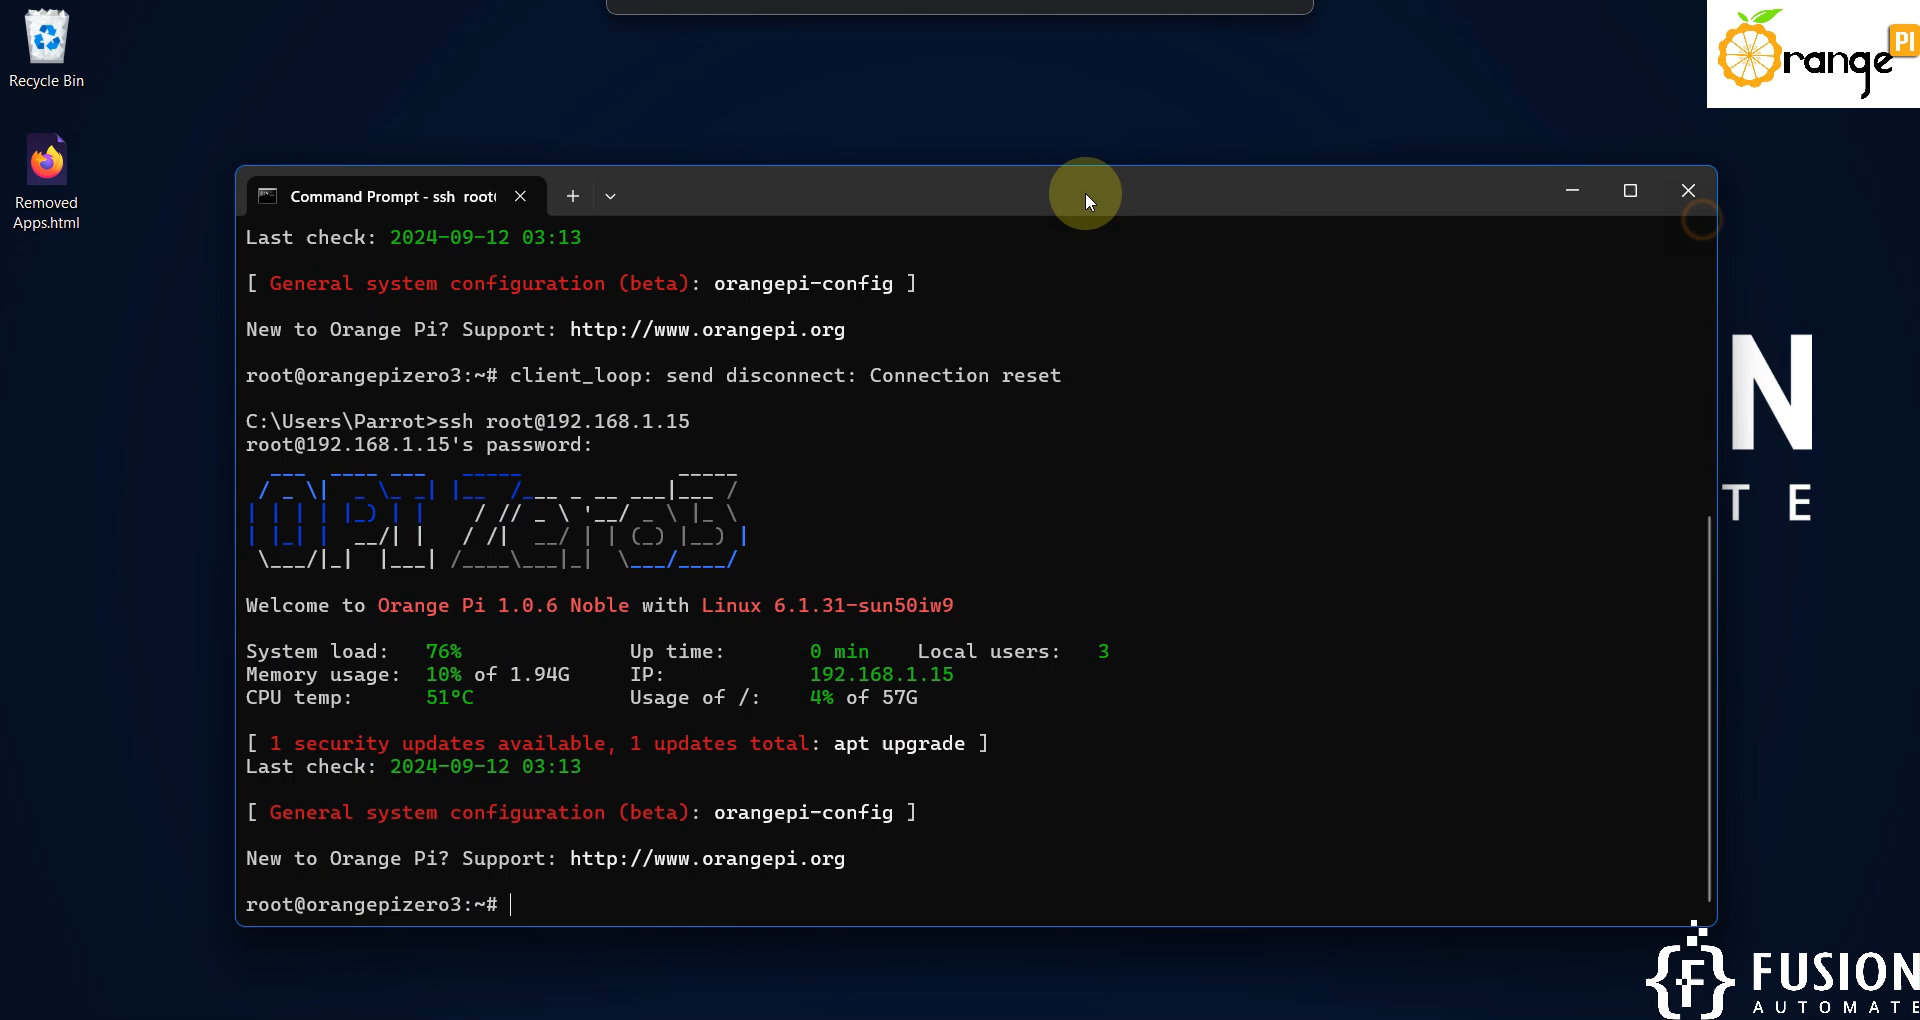 Recycle Bin
Removed
Apps.html
Orange PI
Command Prompt - ssh root(
Last check: 2024-09-12 03:13
[ General system configuration (beta): orangepi-config ]
New to Orange Pi? Support: http://www.orangepi.org
root@orangepizero3:~# client_loop: send disconnect: Connection reset
C:\Users\Parrot>ssh root@192.168.1.15
root@192.168.1.15's password:
OPI Zero3
Welcome to Orange Pi 1.0.6 Noble with Linux 6.1.31-sun50iw9
System load: 76% Up time: 0 min Local users: 3
Memory usage: 10% of 1.94G IP: 192.168.1.15
CPU temp: 51°C Usage of /: 4% of 57G
[ 1 security updates available, 1 updates total: apt upgrade ]
Last check: 2024-09-12 03:13
[ General system configuration (beta): orangepi-config ]
New to Orange Pi? Support: http://www.orangepi.org
root@orangepizero3:~#
N
T E
{F} FUSION
AUTOMATE